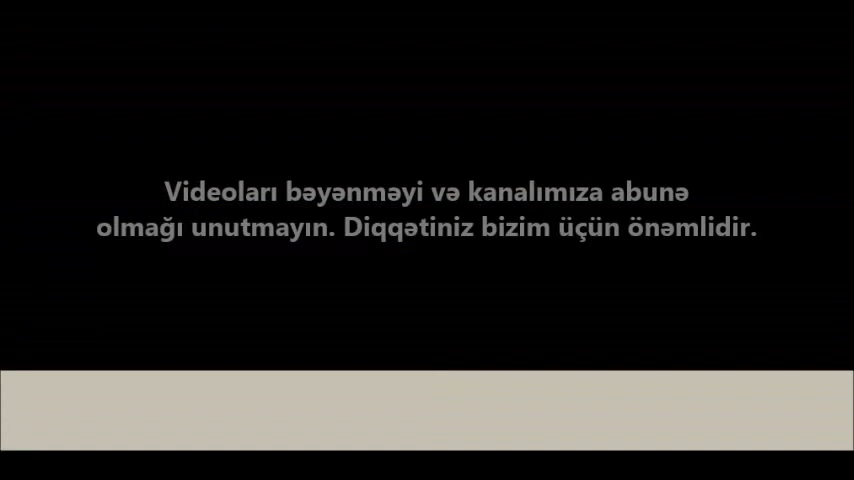 Videoları bəyənməyi və kanalımıza abunə
olmağı unutmayın. Diqqətiniz bizim üçün önəmlidir.